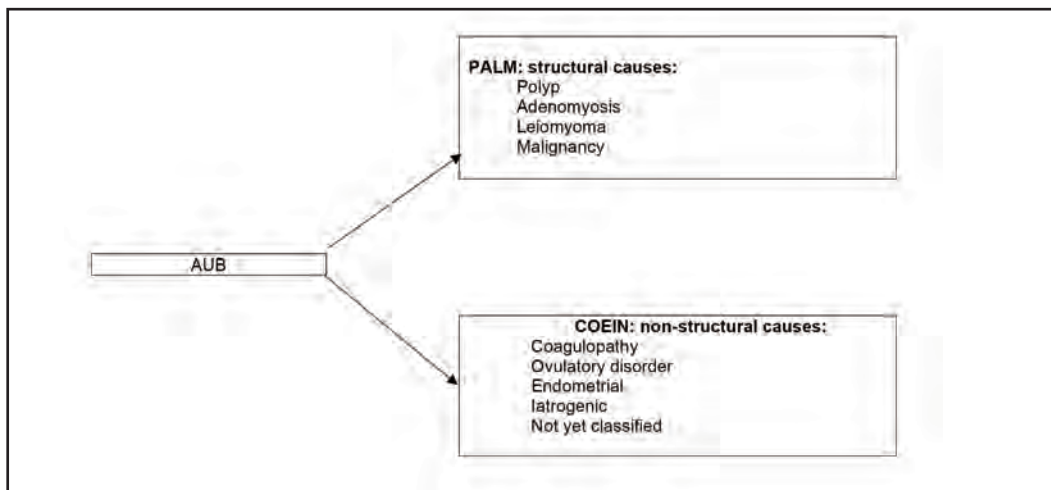 PALM: structural causes:
Polyp
Adenomyosis
Leiomyoma
Malignancy
AUB
COEIN: non-structural causes:
Coagulopathy
Ovulatory disorder
Endometrial
Iatrogenic
Not yet classified